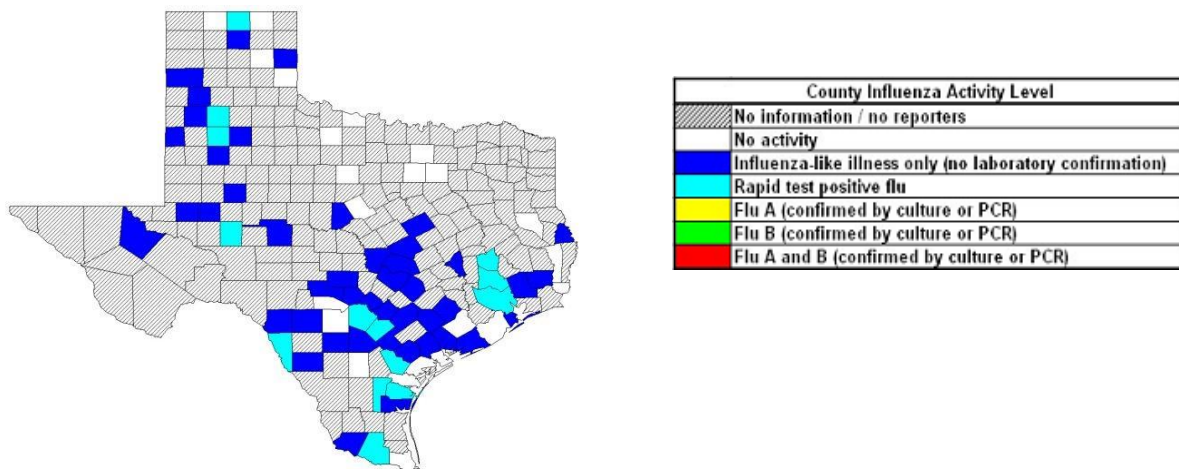 County Influenza Activity Level
No information / no reporters
No activity
Influenza-like illness only (no laboratory confirmation)
Rapid test positive flu
Flu A (confirmed by culture or PCR)
Flu B (confirmed by culture or PCR)
Flu A and B (confirmed by culture or PCR)